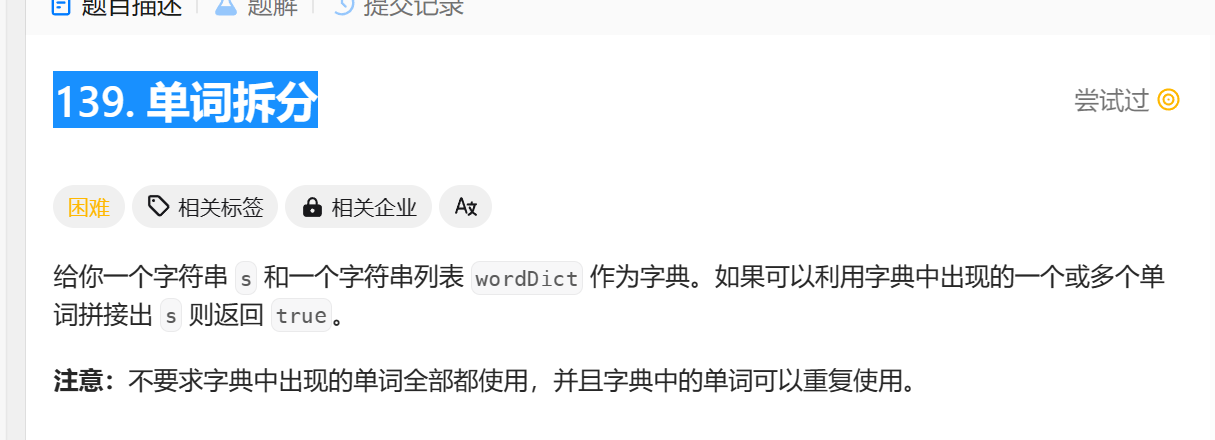 题目描述 题解 提交记录
139. 单词拆分
尝试过
困难 相关标签 相关企业
给你一个字符串 s 和一个字符串列表 wordDict 作为字典。如果可以利用字典中出现的一个或多个单
词拼接出 s 则返回 true。
注意：不要求字典中出现的单词全部都使用，并且字典中的单词可以重复使用。